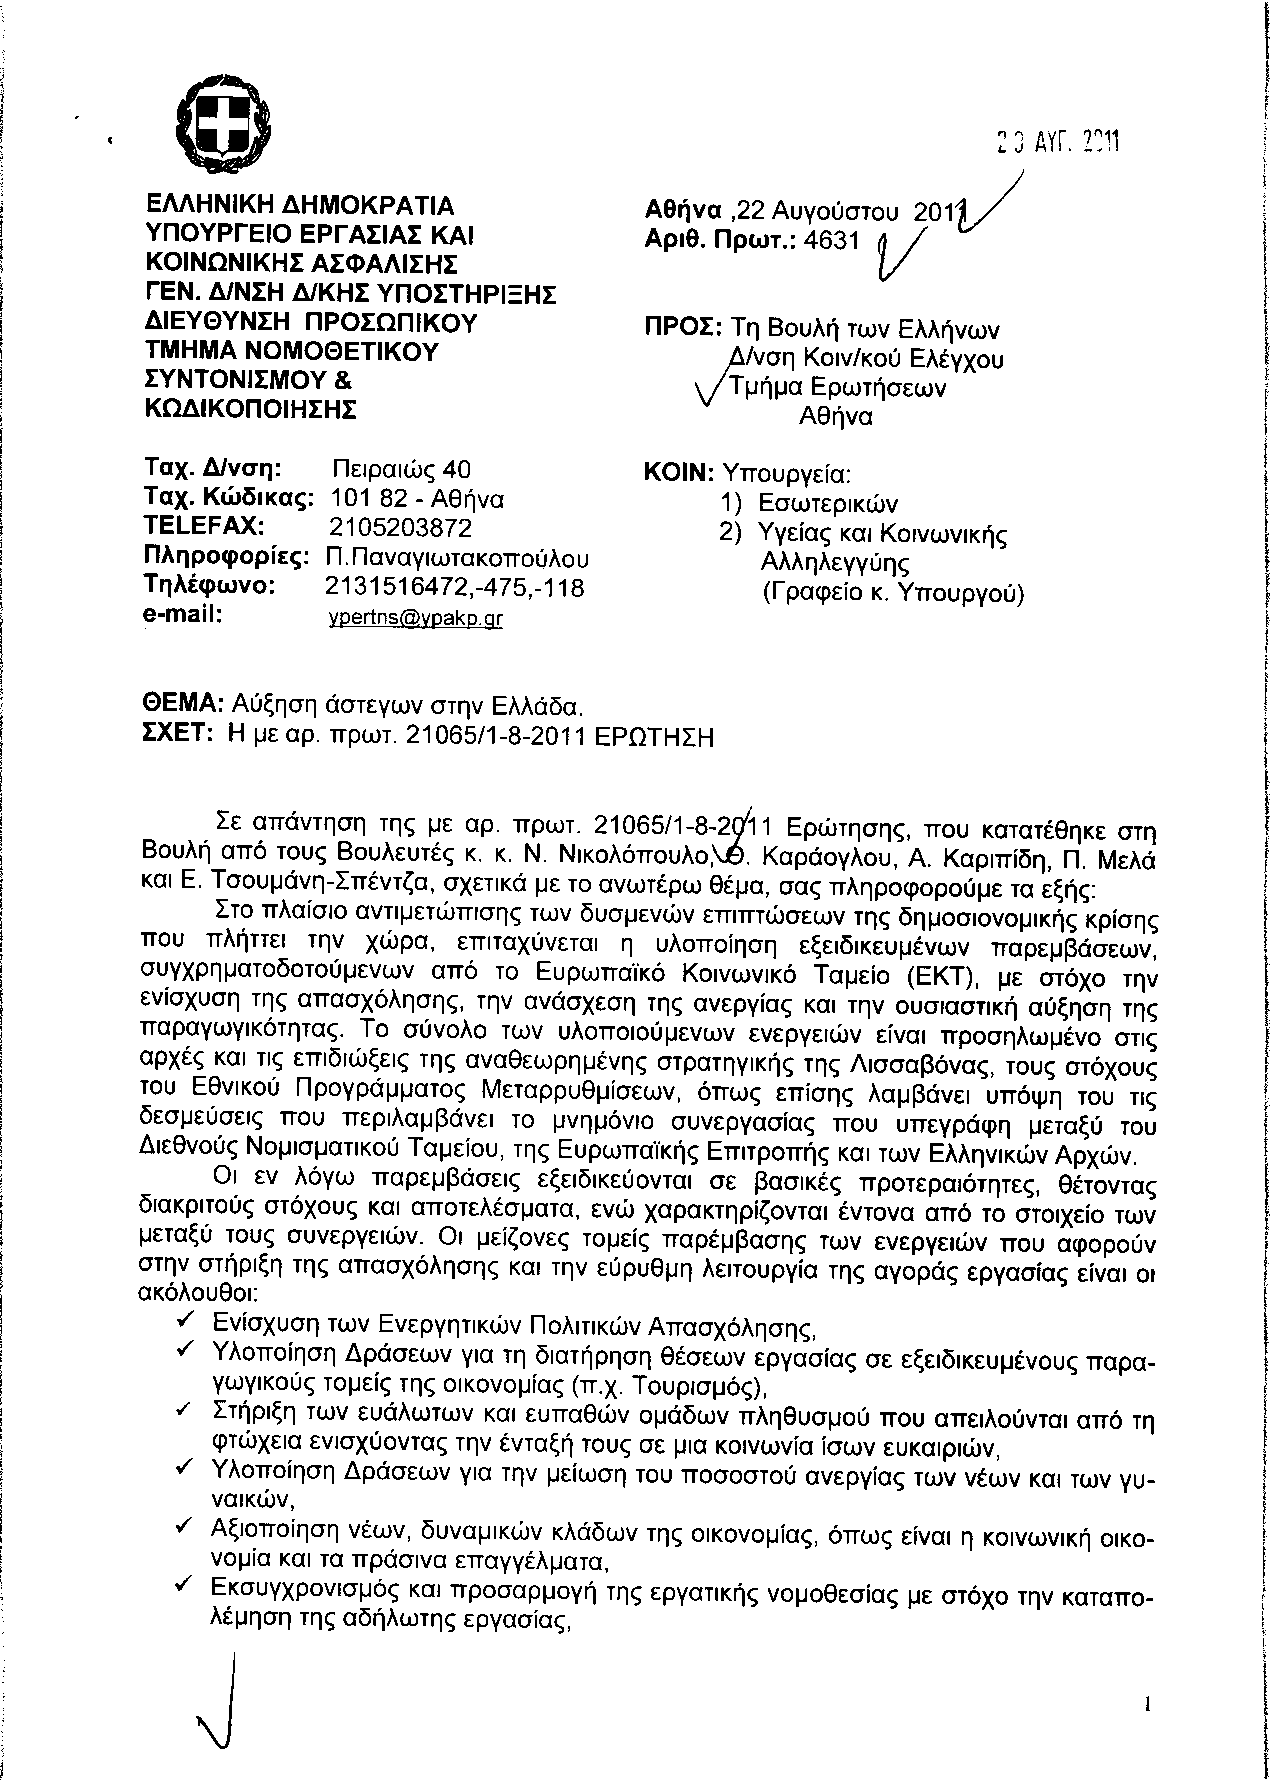 2 3 ΑΥΓ. 2011
ΕΛΛΗΝΙΚΗ ΔΗΜΟΚΡΑΤΙΑ
ΥΠΟΥΡΓΕΙΟ ΕΡΓΑΣΙΑΣ ΚΑΙ
ΚΟΙΝΩΝΙΚΗΣ ΑΣΦΑΛΙΣΗΣ
ΓΕΝ. Δ/ΝΣΗ Δ/ΚΗΣ ΥΠΟΣΤΗΡΙΞΗΣ
ΔΙΕΥΘΥΝΣΗ ΠΡΟΣΩΠΙΚΟΥ
ΤΜΗΜΑ ΝΟΜΟΘΕΤΙΚΟΥ
ΣΥΝΤΟΝΙΣΜΟΥ &
ΚΩΔΙΚΟΠΟΙΗΣΗΣ
Αθήνα ,22 Αυγούστου 2011
Αριθ. Πρωτ.: 4631
ΠΡΟΣ: Τη Βουλή των Ελλήνων
Δ/νση Κοιν/κού Ελέγχου
Τμήμα Ερωτήσεων
Αθήνα
Ταχ. Δ/νση: Πειραιώς 40
Ταχ. Κώδικας: 101 82 - Αθήνα
TELEFAX: 2105203872
Πληροφορίες: Π.Παναγιωτακοπούλου
Τηλέφωνο: 2131516472,-475,-118
e-mail: ypertns@ypakp.gr
ΚΟΙΝ: Υπουργεία:
1) Εσωτερικών
2) Υγείας και Κοινωνικής
Αλληλεγγύης
(Γραφείο κ. Υπουργού)
ΘΕΜΑ: Αύξηση άστεγων στην Ελλάδα.
ΣΧΕΤ: Η με αρ. πρωτ. 21065/1-8-2011 ΕΡΩΤΗΣΗ
Σε απάντηση της με αρ. πρωτ. 21065/1-8-2011 Ερώτησης, που κατατέθηκε στη
Βουλή από τους Βουλευτές κ. κ. Ν. Νικολόπουλο, Θ. Καράογλου, Α. Καριπίδη, Π. Μελά
και Ε. Τσουμάνη-Σπέντζα, σχετικά με το ανωτέρω θέμα, σας πληροφορούμε τα εξής:
Στο πλαίσιο αντιμετώπισης των δυσμενών επιπτώσεων της δημοσιονομικής κρίσης
που πλήττει την χώρα, επιταχύνεται η υλοποίηση εξειδικευμένων παρεμβάσεων,
συγχρηματοδοτούμενων από το Ευρωπαϊκό Κοινωνικό Ταμείο (ΕΚΤ), με στόχο την
ενίσχυση της απασχόλησης, την ανάσχεση της ανεργίας και την ουσιαστική αύξηση της
παραγωγικότητας. Το σύνολο των υλοποιούμενων ενεργειών είναι προσηλωμένο στις
αρχές και τις επιδιώξεις της αναθεωρημένης στρατηγικής της Λισσαβόνας, τους στόχους
του Εθνικού Προγράμματος Μεταρρυθμίσεων, όπως επίσης λαμβάνει υπόψη του τις
δεσμεύσεις που περιλαμβάνει το μνημόνιο συνεργασίας που υπεγράφη μεταξύ του
Διεθνούς Νομισματικού Ταμείου, της Ευρωπαϊκής Επιτροπής και των Ελληνικών Αρχών.
Οι εν λόγω παρεμβάσεις εξειδικεύονται σε βασικές προτεραιότητες, θέτοντας
διακριτούς στόχους και αποτελέσματα, ενώ χαρακτηρίζονται έντονα από το στοιχείο των
μεταξύ τους συνεργειών. Οι μείζονες τομείς παρέμβασης των ενεργειών που αφορούν
στην στήριξη της απασχόλησης και την εύρυθμη λειτουργία της αγοράς εργασίας είναι οι
ακόλουθοι:
✓ Ενίσχυση των Ενεργητικών Πολιτικών Απασχόλησης,
✓ Υλοποίηση Δράσεων για τη διατήρηση θέσεων εργασίας σε εξειδικευμένους παρα-
γωγικούς τομείς της οικονομίας (π.χ. Τουρισμός),
✓ Στήριξη των ευάλωτων και ευπαθών ομάδων πληθυσμού που απειλούνται από τη
φτώχεια ενισχύοντας την ένταξή τους σε μια κοινωνία ίσων ευκαιριών,
✓ Υλοποίηση Δράσεων για την μείωση του ποσοστού ανεργίας των νέων και των γυ-
ναικών,
✓ Αξιοποίηση νέων, δυναμικών κλάδων της οικονομίας, όπως είναι η κοινωνική οικο-
νομία και τα πράσινα επαγγέλματα,
✓ Εκσυγχρονισμός και προσαρμογή της εργατικής νομοθεσίας με στόχο την καταπο-
λέμηση της αδήλωτης εργασίας,
1